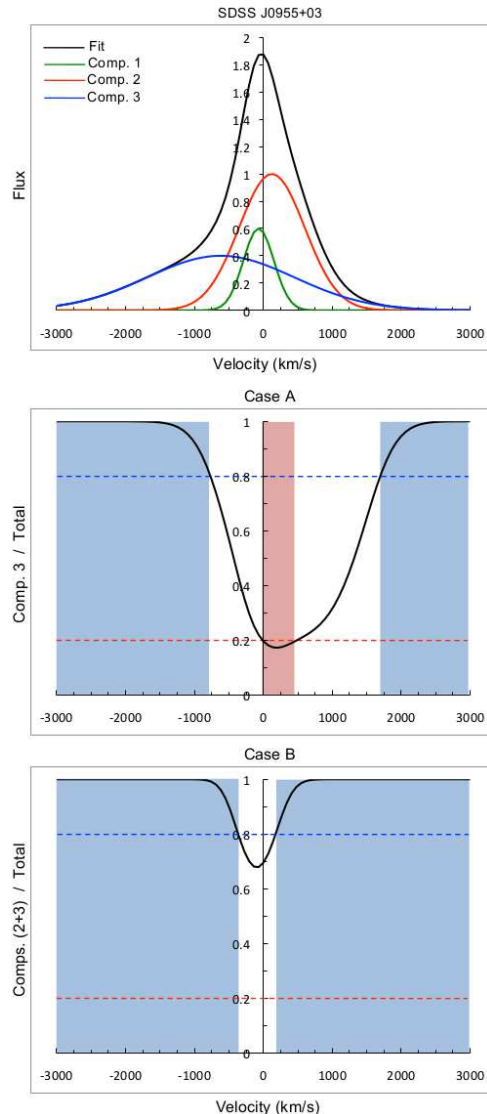 SDSS J0955+03
Fit
Comp. 1
Comp. 2
Comp. 3
2
1.8
1.6
1.4
1.2
1
0.8
0.6
0.4
0.2
0
Flux
-3000 -2000 -1000 0 1000 2000 3000
Velocity (km/s)
Case A
1
0.8
0.6
0.4
0.2
0
Comp. 3 / Total
-3000 -2000 -1000 0 1000 2000 3000
Case B
1
0.8
0.6
0.4
0.2
0
Comps. (2+3) / Total
-3000 -2000 -1000 0 1000 2000 3000
Velocity (km/s)